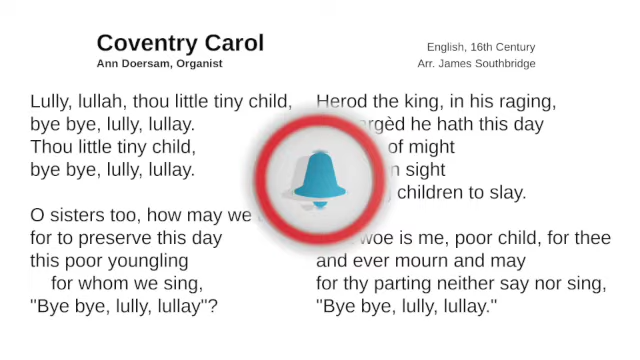 Coventry Carol
Ann Doersam, Organist
English, 16th Century
Arr. James Southbridge
Lully, lullah, thou little tiny child,
bye bye, lully, lullay.
Thou little tiny child,
bye bye, lully, lullay.
O sisters too, how may we
for to preserve this day
this poor youngling
for whom we sing,
"Bye bye, lully, lullay"?
Herod the king, in his raging,
he hath this day
of might
sight
children to slay.
woe is me, poor child, for thee
and ever mourn and may
for thy parting neither say nor sing,
"Bye bye, lully, lullay."